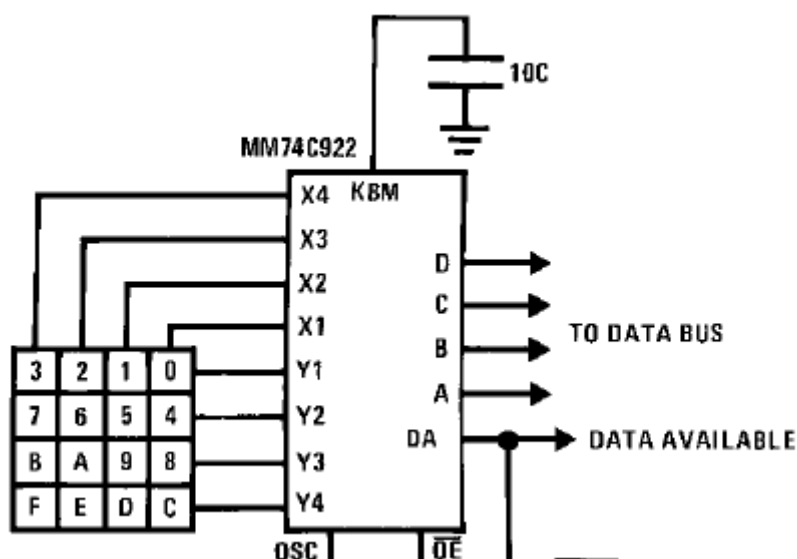 10C
MM74C922
X4 KBM
X3
D
X2
C
TO DATA BUS
X1
B
3 2 1 0 Y1
A
7 6 5 4 Y2
DA DATA AVAILABLE
B A 9 8 Y3
F E D C Y4
OSC OE